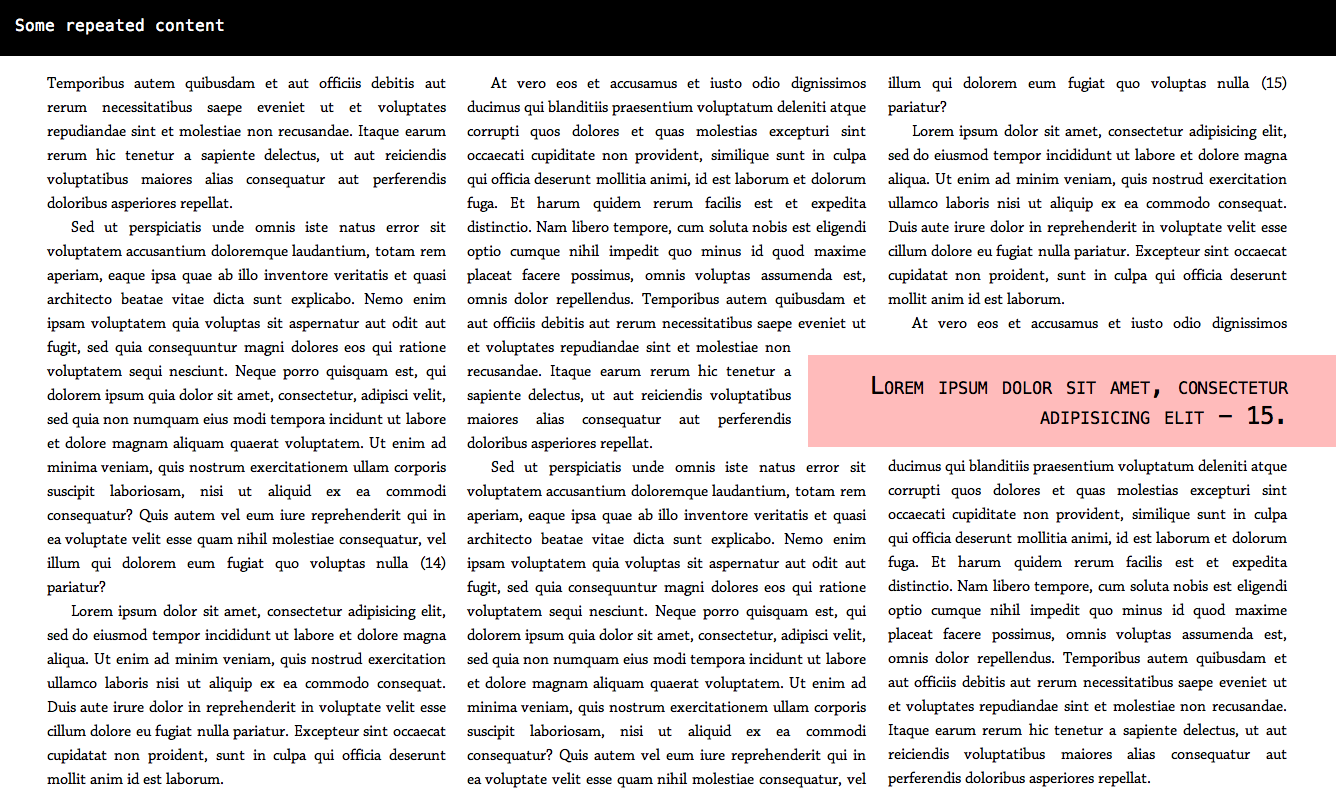 Some repeated content
Temporibus autem quibusdam et aut officiis debitis aut
rerum necessitatibus saepe eveniet ut et voluptates
repudiandae sint et molestiae non recusandae. Itaque earum
rerum hic tenetur a sapiente delectus, ut aut reiciendis
voluptatibus maiores alias consequatur aut perferendis
doloribus asperiores repellat.
Sed ut perspiciatis unde omnis iste natus error sit
voluptatem accusantium doloremque laudantium, totam rem
aperiam, eaque ipsa quae ab illo inventore veritatis et quasi
architecto beatae vitae dicta sunt explicabo. Nemo enim
ipsam voluptatem quia voluptas sit aspernatur aut odit aut
fugit, sed quia consequuntur magni dolores eos qui ratione
voluptatem sequi nesciunt. Neque porro quisquam est, qui
dolorem ipsum quia dolor sit amet, consectetur, adipisci velit,
sed quia non numquam eius modi tempora incidunt ut labore
et dolore magnam aliquam quaerat voluptatem. Ut enim ad
minima veniam, quis nostrum exercitationem ullam corporis
suscipit laboriosam, nisi ut aliquid ex ea commodi
consequatur? Quis autem vel eum iure reprehenderit qui in
ea voluptate velit esse quam nihil molestiae consequatur, vel
illum qui dolorem eum fugiat quo voluptas nulla (14)
pariatur?
Lorem ipsum dolor sit amet, consectetur adipisicing elit,
sed do eiusmod tempor incididunt ut labore et dolore magna
aliqua. Ut enim ad minim veniam, quis nostrud exercitation
ullamco laboris nisi ut aliquip ex ea commodo consequat.
Duis aute irure dolor in reprehenderit in voluptate velit esse
cillum dolore eu fugiat nulla pariatur. Excepteur sint occaecat
cupidatat non proident, sunt in culpa qui officia deserunt
mollit anim id est laborum.
At vero eos et accusamus et iusto odio dignissimos
ducimus qui blanditiis praesentium voluptatum deleniti atque
corrupti quos dolores et quas molestias excepturi sint
occaecati cupiditate non provident, similique sunt in culpa
qui officia deserunt mollitia animi, id est laborum et dolorum
fuga. Et harum quidem rerum facilis est et expedita
distinctio. Nam libero tempore, cum soluta nobis est eligendi
optio cumque nihil impedit quo minus id quod maxime
placeat facere possimus, omnis voluptas assumenda est,
omnis dolor repellendus. Temporibus autem quibusdam et
aut officiis debitis aut rerum necessitatibus saepe eveniet ut
et voluptates repudiandae sint et molestiae non
recusandae. Itaque earum rerum hic tenetur a
sapiente delectus, ut aut reiciendis voluptatibus
maiores alias consequatur aut perferendis
doloribus asperiores repellat.
Sed ut perspiciatis unde omnis iste natus error sit
voluptatem accusantium doloremque laudantium, totam rem
aperiam, eaque ipsa quae ab illo inventore veritatis et quasi
architecto beatae vitae dicta sunt explicabo. Nemo enim
ipsam voluptatem quia voluptas sit aspernatur aut odit aut
fugit, sed quia consequuntur magni dolores eos qui ratione
voluptatem sequi nesciunt. Neque porro quisquam est, qui
dolorem ipsum quia dolor sit amet, consectetur, adipisci velit,
sed quia non numquam eius modi tempora incidunt ut labore
et dolore magnam aliquam quaerat voluptatem. Ut enim ad
minima veniam, quis nostrum exercitationem ullam corporis
suscipit laboriosam, nisi ut aliquid ex ea commodi
consequatur? Quis autem vel eum iure reprehenderit qui in
ea voluptate velit esse quam nihil molestiae consequatur, vel
illum qui dolorem eum fugiat quo voluptas nulla (15)
pariatur?
Lorem ipsum dolor sit amet, consectetur adipisicing elit,
sed do eiusmod tempor incididunt ut labore et dolore magna
aliqua. Ut enim ad minim veniam, quis nostrud exercitation
ullamco laboris nisi ut aliquip ex ea commodo consequat.
Duis aute irure dolor in reprehenderit in voluptate velit esse
cillum dolore eu fugiat nulla pariatur. Excepteur sint occaecat
cupidatat non proident, sunt in culpa qui officia deserunt
mollit anim id est laborum.
At vero eos et accusamus et iusto odio dignissimos
Lorem ipsum dolor sit amet, consectetur
adipisicing elit – 15.
ducimus qui blanditiis praesentium voluptatum deleniti atque
corrupti quos dolores et quas molestias excepturi sint
occaecati cupiditate non provident, similique sunt in culpa
qui officia deserunt mollitia animi, id est laborum et dolorum
fuga. Et harum quidem rerum facilis est et expedita
distinctio. Nam libero tempore, cum soluta nobis est eligendi
optio cumque nihil impedit quo minus id quod maxime
placeat facere possimus, omnis voluptas assumenda est,
omnis dolor repellendus. Temporibus autem quibusdam et
aut officiis debitis aut rerum necessitatibus saepe eveniet ut
et voluptates repudiandae sint et molestiae non recusandae.
Itaque earum rerum hic tenetur a sapiente delectus, ut aut
reiciendis voluptatibus maiores alias consequatur aut
perferendis doloribus asperiores repellat.